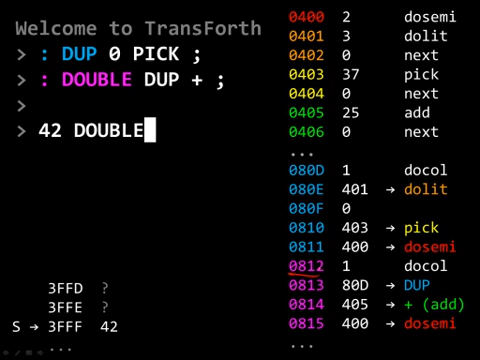 Welcome to TransForth
> : DUP 0 PICK ;
> : DOUBLE DUP + ;
>
> 42 DOUBLE
3FFD ?
3FFE ?
S → 3FFF 42
...
0400 2 dosemi
0401 3 dolit
0402 0 next
0403 37 pick
0404 0 next
0405 25 add
0406 0 next
...
080D 1 docol
080E 401 → dolit
080F 0
0810 403 → pick
0811 400 → dosemi
0812 1 docol
0813 80D → DUP
0814 405 → + (add)
0815 400 → dosemi